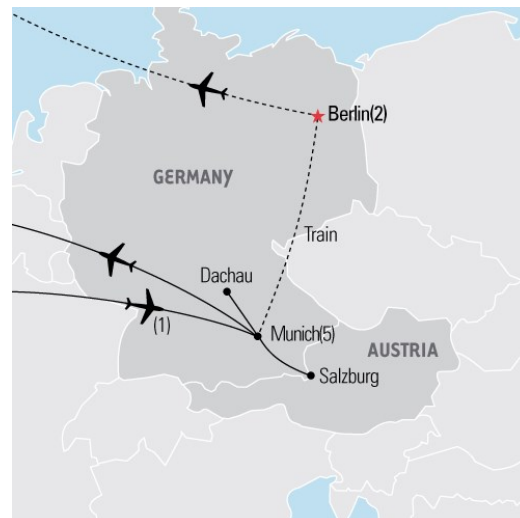 Berlin(2)
GERMANY
Train
Dachau
(1)
Munich(5)
AUSTRIA
Salzburg